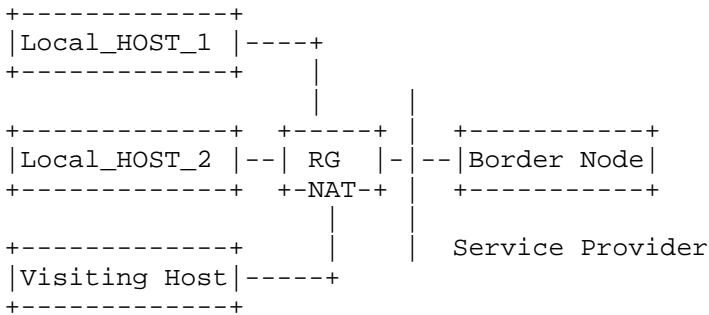 Local_HOST_1
Local_HOST_2 RG Border Node
NAT
Service Provider
Visiting Host